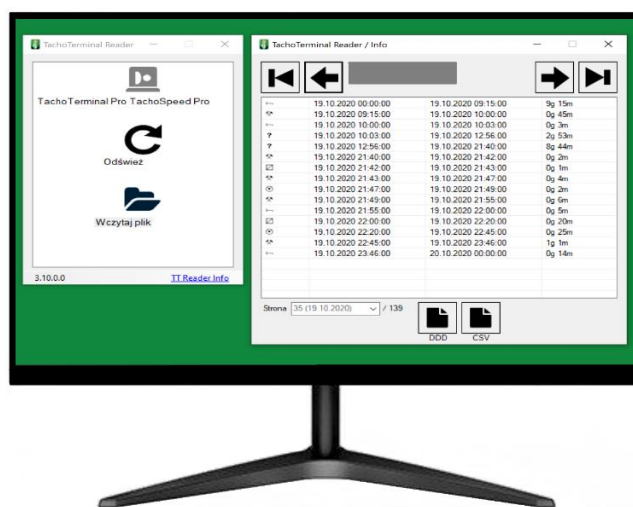 TachoTerminal Reader
TachoTerminal Pro TachoSpeed Pro
Odśwież
Wczytaj plik
3.10.0.0 TT Reader Info
TachoTerminal Reader / Info
19.10.2020 00:00:00 19.10.2020 09:15:00 9g 15m
19.10.2020 09:15:00 19.10.2020 10:00:00 0g 45m
19.10.2020 10:00:00 19.10.2020 10:03:00 0g 3m
? 19.10.2020 10:03:00 19.10.2020 12:56:00 2g 53m
? 19.10.2020 12:56:00 19.10.2020 21:40:00 8g 44m
19.10.2020 21:40:00 19.10.2020 21:42:00 0g 2m
19.10.2020 21:42:00 19.10.2020 21:43:00 0g 1m
19.10.2020 21:43:00 19.10.2020 21:47:00 0g 4m
19.10.2020 21:47:00 19.10.2020 21:49:00 0g 2m
19.10.2020 21:49:00 19.10.2020 21:55:00 0g 6m
19.10.2020 21:55:00 19.10.2020 22:00:00 0g 5m
19.10.2020 22:00:00 19.10.2020 22:20:00 0g 20m
19.10.2020 22:20:00 19.10.2020 22:45:00 0g 25m
19.10.2020 22:45:00 19.10.2020 23:46:00 1g 1m
19.10.2020 23:46:00 20.10.2020 00:00:00 0g 14m
Strona 35 (19.10.2020) / 139
DDD CSV